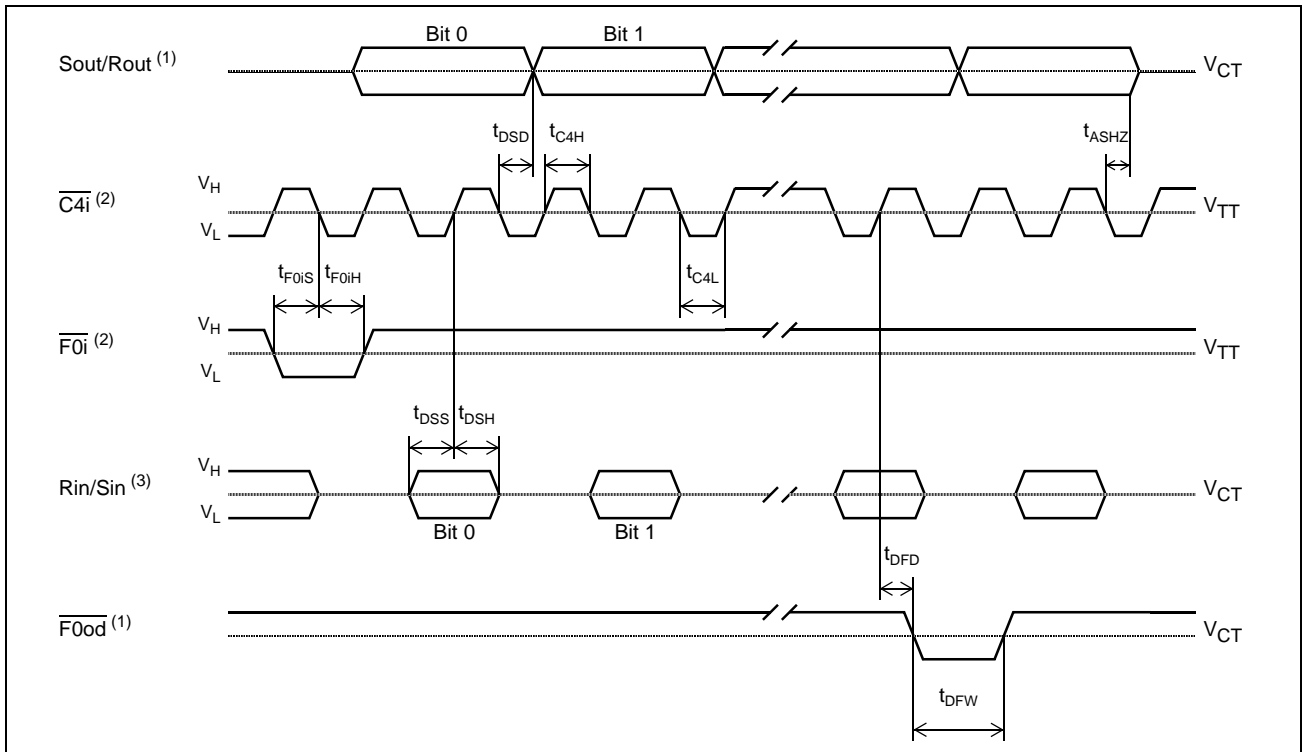 Bit 0 Bit 1
Sout/Rout (1) VCT
tDSD tC4H tASHZ
VH
C4i (2) VTT
VL
tF0iS tF0iH tC4L
VH
F0i (2) VTT
VL
tDSS tDSH
VH
Rin/Sin (3) VCT
VL
Bit 0 Bit 1
tDFD
F0od (1) VCT
tDFW